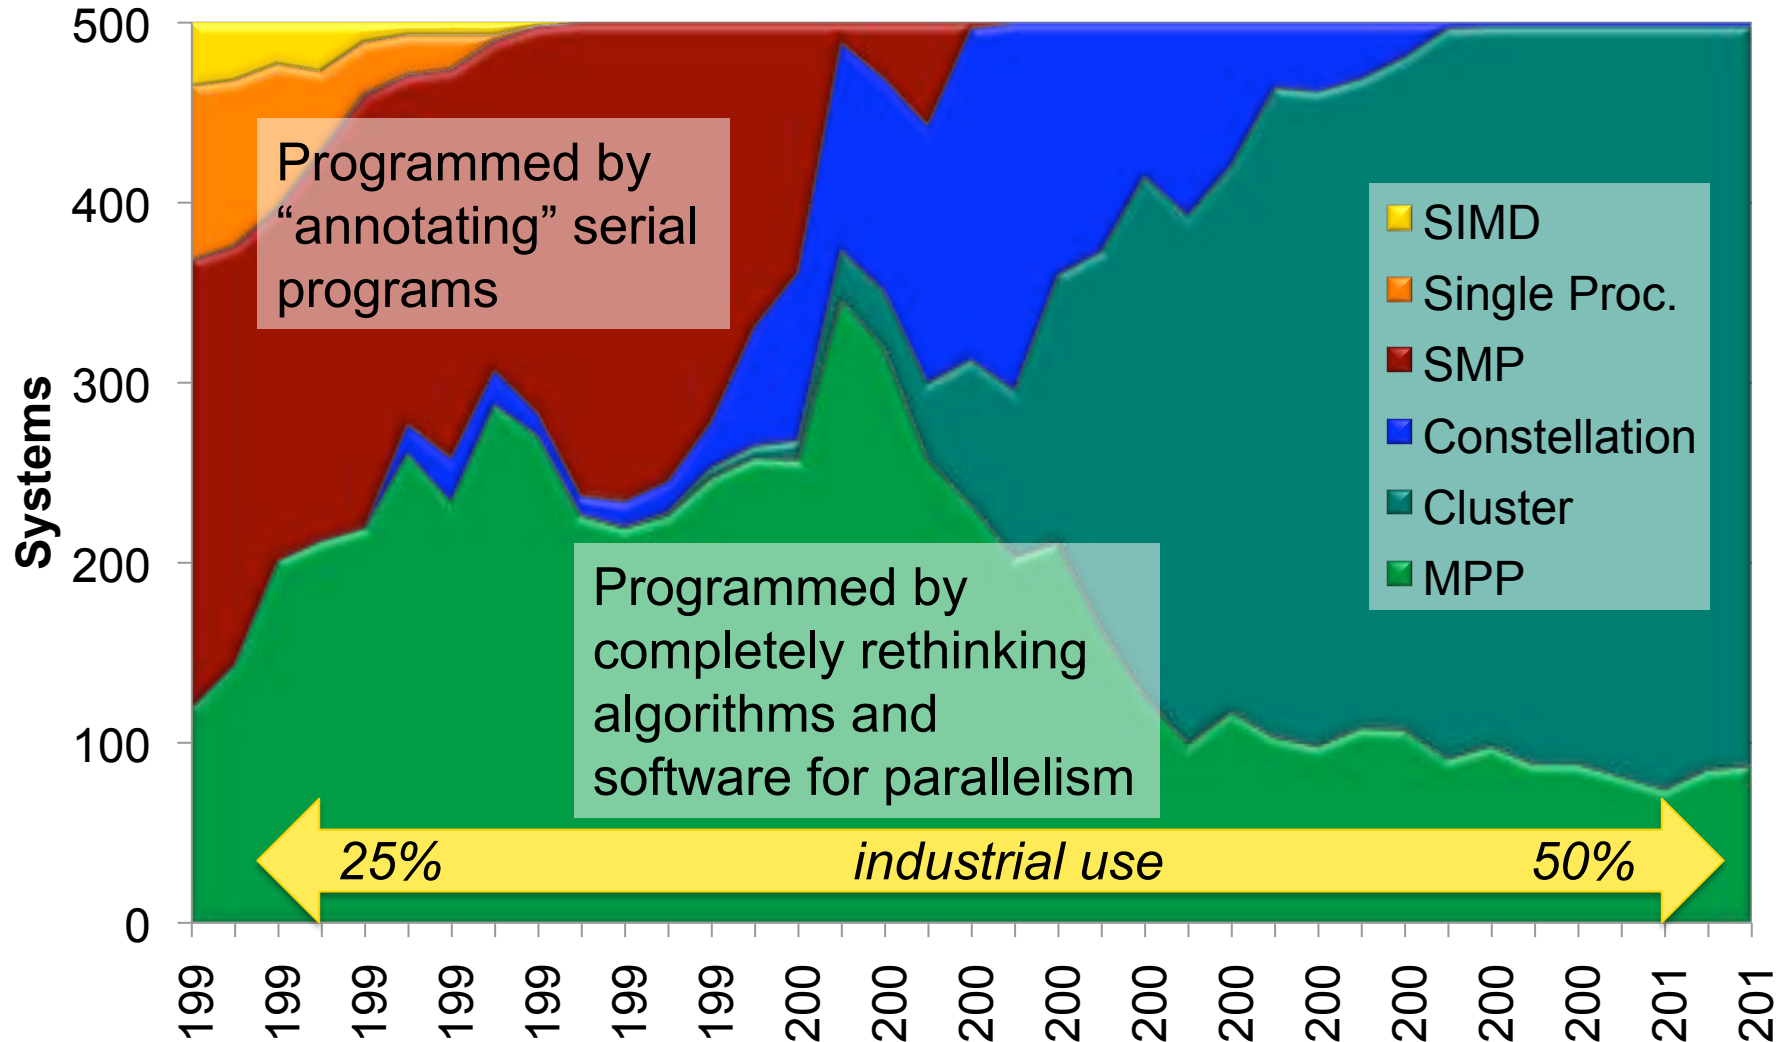 500
400
300
200
100
0
Systems
Programmed by
“annotating” serial
programs
SIMD
Single Proc.
SMP
Constellation
Cluster
MPP
Programmed by
completely rethinking
algorithms and
software for parallelism
25% industrial use 50%
199
199
199
199
199
199
199
200
200
200
200
200
200
200
200
200
200
201
201